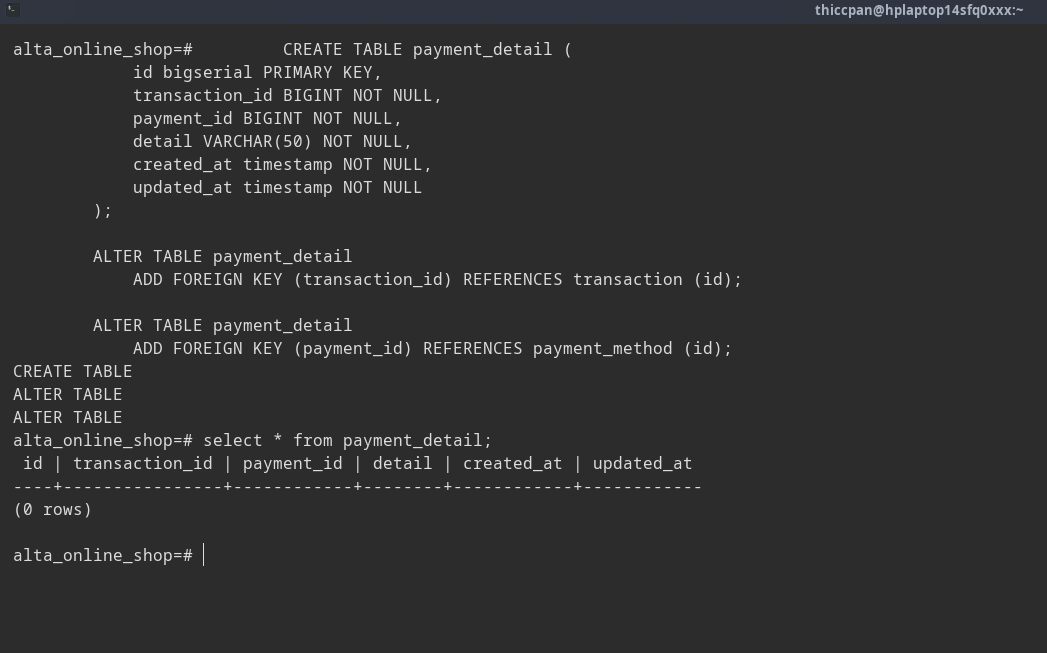 thiccpan@hplaptop14sfq0xxx:~
alta_online_shop=#         CREATE TABLE payment_detail (
            id bigserial PRIMARY KEY,
            transaction_id BIGINT NOT NULL,
            payment_id BIGINT NOT NULL,
            detail VARCHAR(50) NOT NULL,
            created_at timestamp NOT NULL,
            updated_at timestamp NOT NULL
        );
        ALTER TABLE payment_detail
            ADD FOREIGN KEY (transaction_id) REFERENCES transaction (id);
        ALTER TABLE payment_detail
            ADD FOREIGN KEY (payment_id) REFERENCES payment_method (id);
CREATE TABLE
ALTER TABLE
ALTER TABLE
alta_online_shop=# select * from payment_detail;
 id | transaction_id | payment_id | detail | created_at | updated_at
----+----------------+------------+--------+------------+------------
(0 rows)
alta_online_shop=#